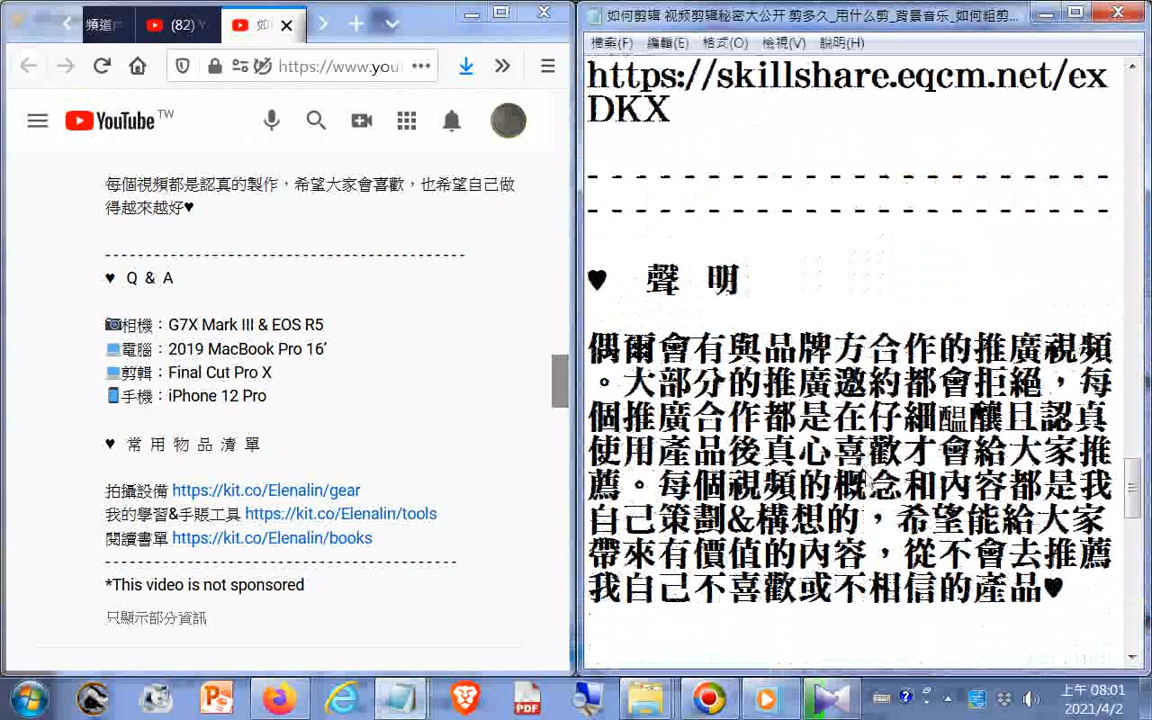 頻道
(82) Y
如
如何剪辑 视频剪辑秘密大公开 剪多久_用什么剪_背景音乐_如何组剪...
檔案(F) 編輯(E) 格式(O) 檢視(V) 說明(H)
https://www.you
YouTube TW
每個視頻都是認真的製作，希望大家會喜歡，也希望自己做
得越來越好♥
- - - - - - - - - - - - - - - - - - - - - - - - - - - - - - - - - - - - - - - - -
♥ Q & A
📷相機：G7X Mark III & EOS R5
💻電腦：2019 MacBook Pro 16′
💻剪輯：Final Cut Pro X
📱手機：iPhone 12 Pro
♥ 常 用 物 品 清 單
拍攝設備 https://kit.co/Elenalin/gear
我的學習&手賬工具 https://kit.co/Elenalin/tools
閱讀書單 https://kit.co/Elenalin/books
- - - - - - - - - - - - - - - - - - - - - - - - - - - - - - - - - - - - - - - -
*This video is not sponsored
只顯示部分資訊
https://skillshare.eqcm.net/ex
DKX
- - - - - - - - - - - - - - - - - - -
- - - - - - - - - - - - - - - - - - -
♥ 聲 明
偶爾會有與品牌方合作的推廣視頻
。大部分的推廣邀約都會拒絕，每
個推廣合作都是在仔細醞釀且認真
使用產品後真心喜歡才會給大家推
薦。每個視頻的概念和內容都是我
自己策劃&構想的，希望能給大家
帶來有價值的內容，從不會去推薦
我自己不喜歡或不相信的產品♥
上午 08:01
2021/4/2